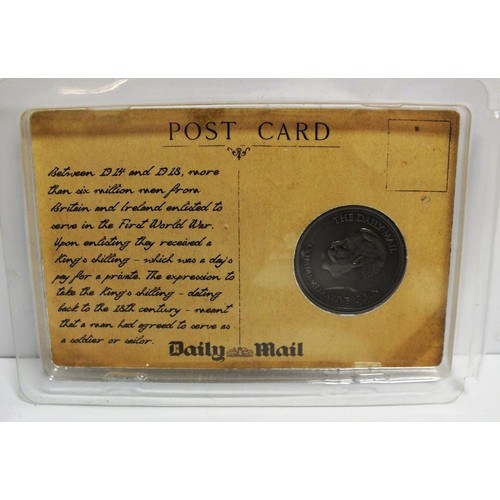 POST CARD
Between 1914 and 1918, more
than six million men from
Britain and Ireland enlisted to
serve in the First World War.
Upon enlisting they received a
King's shilling - which was a day's
pay for a private. The expression to
take the King's shilling - dating
back to the 18th century - meant
that a man had agreed to serve as
a soldier or sailor.
THE DAILY MAIL
Daily Mail